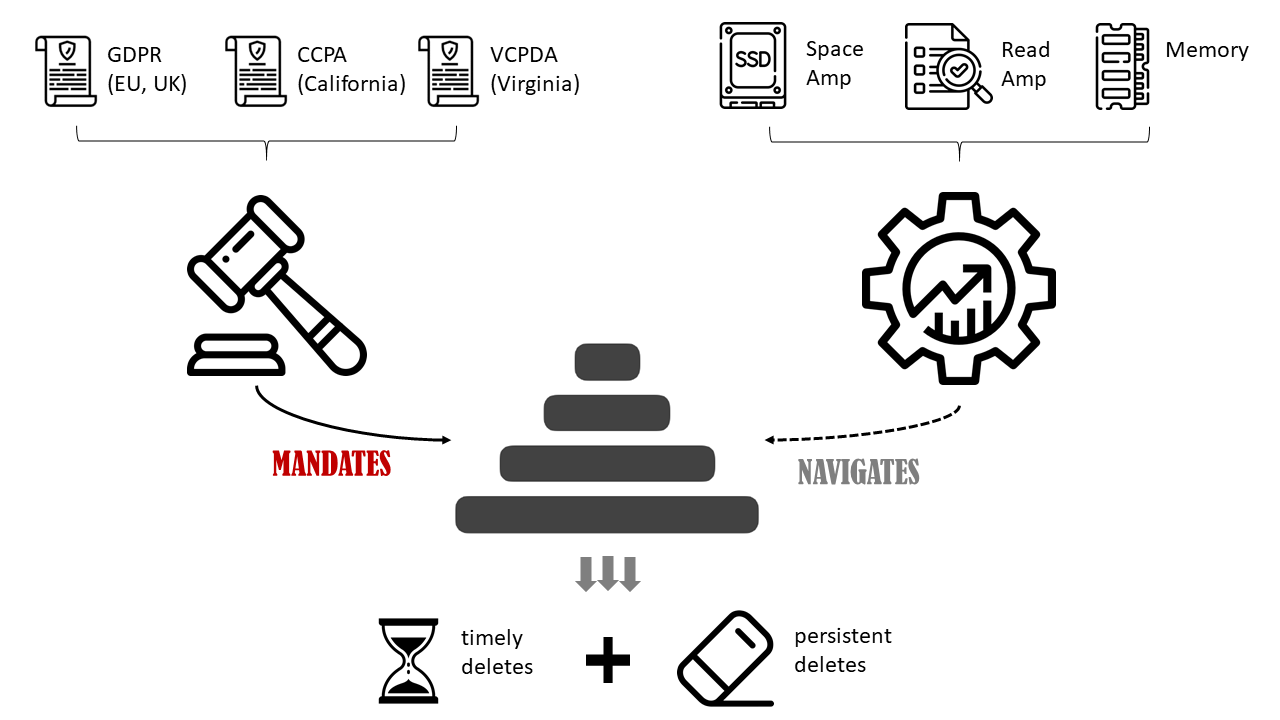 GDPR
(EU, UK)
CCPA
(California)
VCPDA
(Virginia)
SSD
Space
Amp
Read
Amp
Memory
MANDATES
NAVIGATES
timely
deletes
persistent
deletes